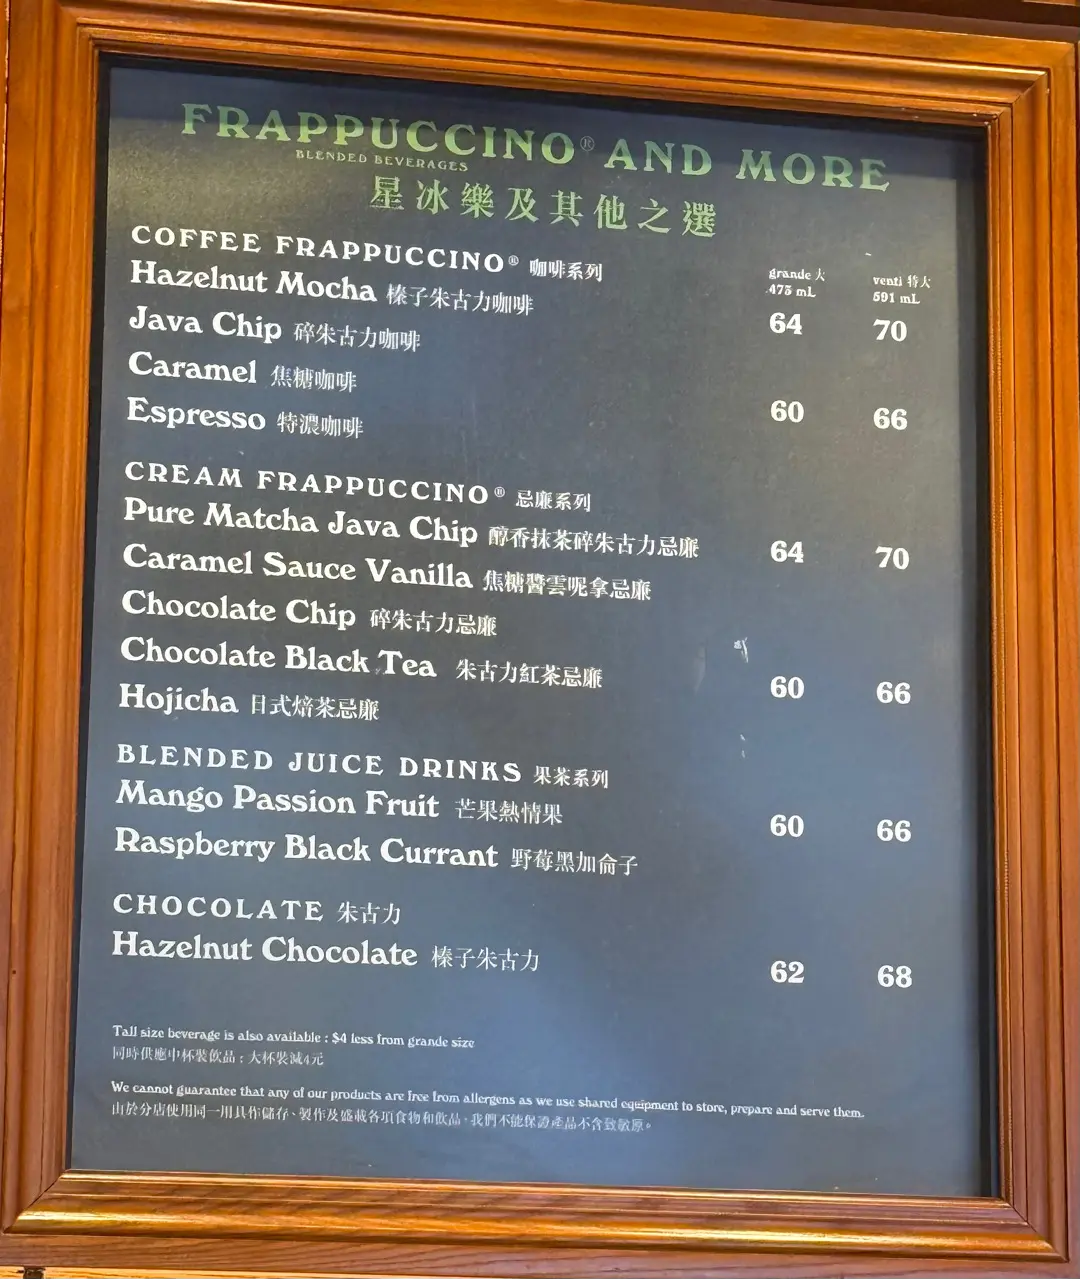 FRAPPUCCINO® AND MORE
BLENDED BEVERAGES
星冰樂及其他之選
COFFEE FRAPPUCCINO® 咖啡系列
grande 大 venti 特大
473 mL 591 mL
Hazelnut Mocha 榛子朱古力咖啡 64 70
Java Chip 碎朱古力咖啡
Caramel 焦糖咖啡 60 66
Espresso 特濃咖啡
CREAM FRAPPUCCINO® 忌廉系列
Pure Matcha Java Chip 醇香抹茶碎朱古力忌廉 64 70
Caramel Sauce Vanilla 焦糖醬雲呢拿忌廉
Chocolate Chip 碎朱古力忌廉
Chocolate Black Tea 朱古力紅茶忌廉 60 66
Hojicha 日式焙茶忌廉
BLENDED JUICE DRINKS 果茶系列
Mango Passion Fruit 芒果熱情果 60 66
Raspberry Black Currant 野莓黑加侖子
CHOCOLATE 朱古力
Hazelnut Chocolate 榛子朱古力 62 68
Tall size beverage is also available : $4 less from grande size
同時供應中杯裝飲品 : 大杯裝減4元
We cannot guarantee that any of our products are free from allergens as we use shared equipment to store, prepare and serve them.
由於分店使用同一用具作儲存、製作及盛載各項食物和飲品，我們不能保證產品不含致敏原。